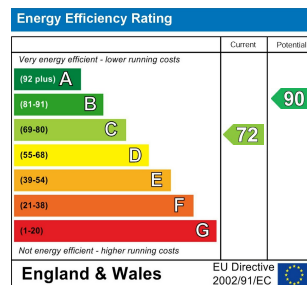 Energy Efficiency Rating
Current Potential
Very energy efficient - lower running costs
(92 plus) A
(81-91) B
(69-80) C
(55-68) D
(39-54) E
(21-38) F
(1-20) G
72
90
Not energy efficient - higher running costs
England & Wales
EU Directive
2002/91/EC